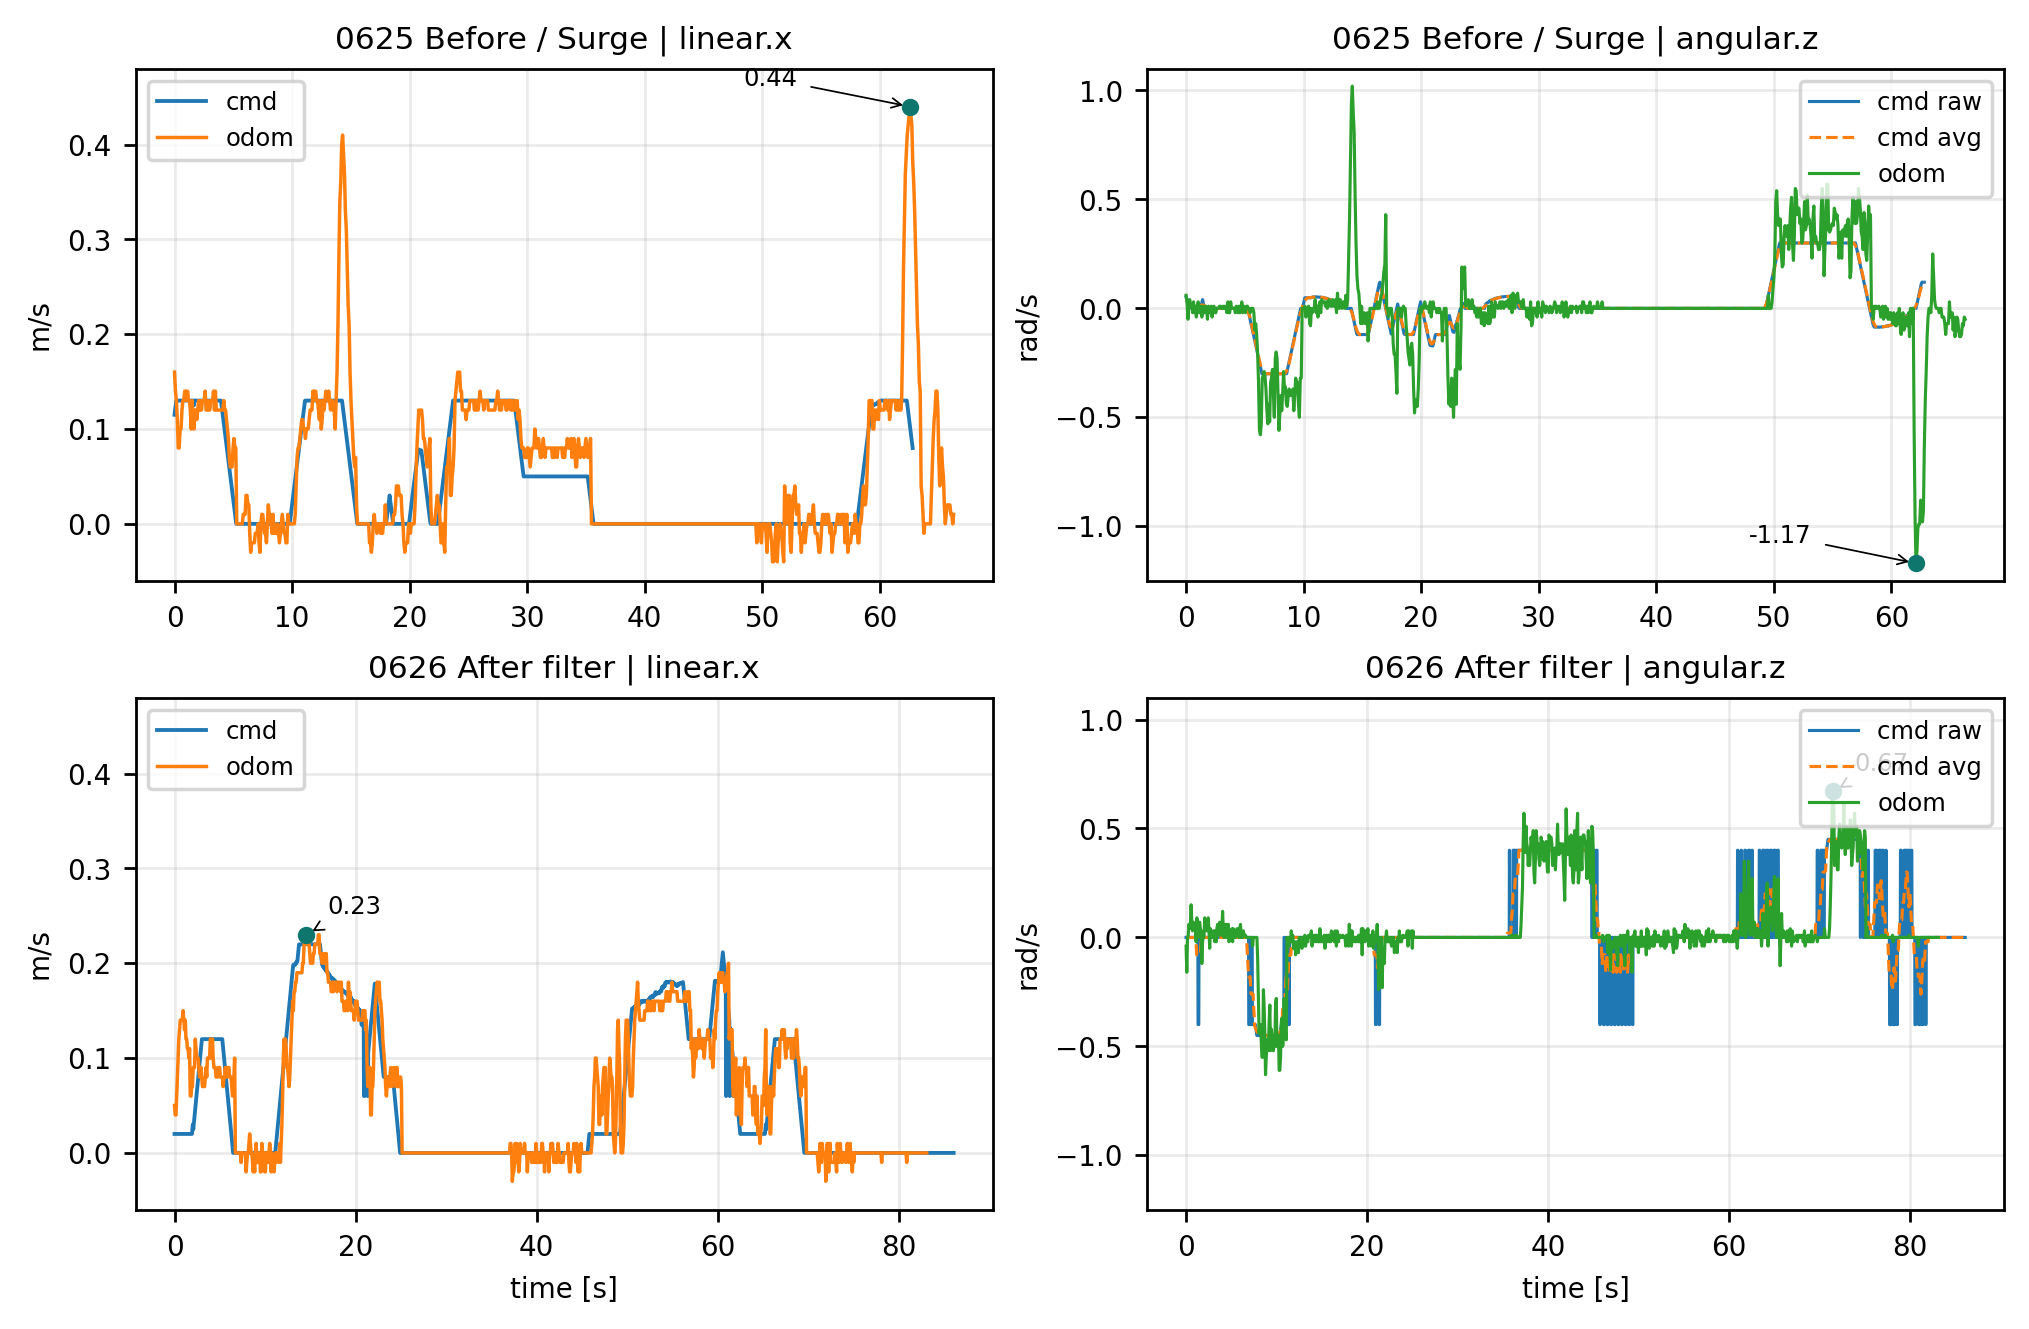 0625 Before / Surge | linear.x
0.44
cmd
odom
m/s
0.4
0.3
0.2
0.1
0.0
0 10 20 30 40 50 60
0625 Before / Surge | angular.z
cmd raw
cmd avg
odom
rad/s
1.0
0.5
0.0
−0.5
−1.0
-1.17
0 10 20 30 40 50 60
0626 After filter | linear.x
cmd
odom
m/s
0.4
0.3
0.2
0.1
0.0
0.23
0 20 40 60 80
time [s]
0626 After filter | angular.z
cmd raw
0.67
cmd avg
odom
rad/s
1.0
0.5
0.0
−0.5
−1.0
0 20 40 60 80
time [s]